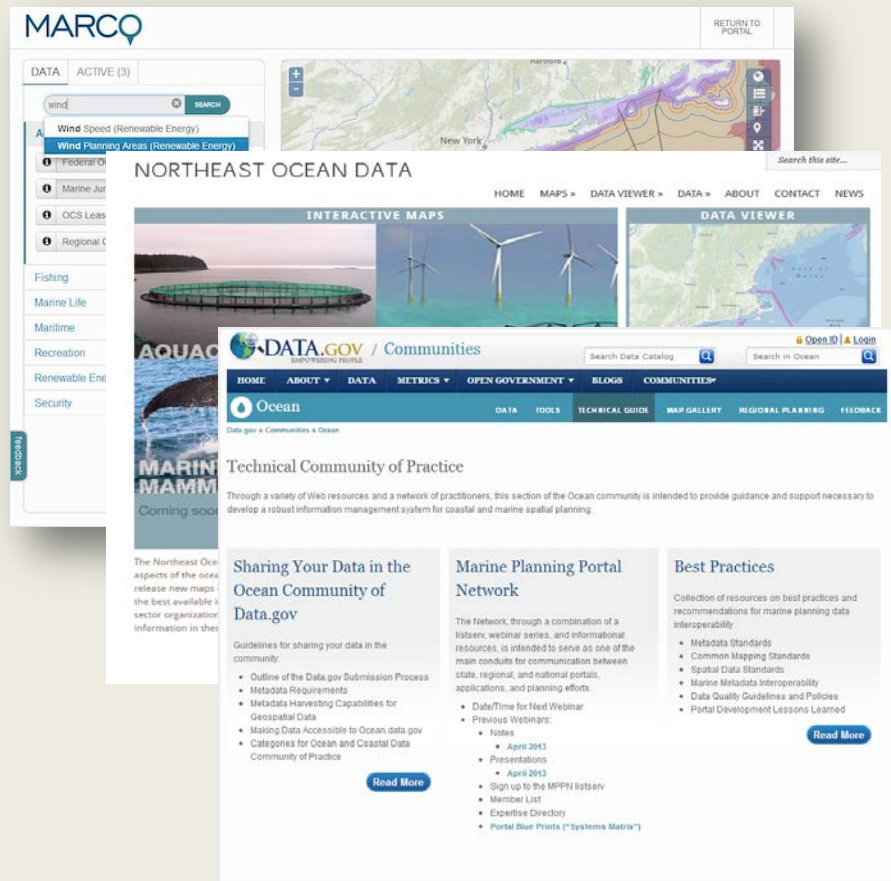 MARCO
RETURN TO
PORTAL
DATA ACTIVE (3)
wind
SEARCH
Wind Speed (Renewable Energy)
Wind Planning Areas (Renewable Energy)
Federal
Marine
OCS
Regional
Fishing
Marine Life
Maritime
Recreation
Renewable
Security
feedback
Hartford
Long Island Sound
New York
NORTHEAST OCEAN DATA
Search this site...
HOME MAPS » DATA VIEWER » DATA » ABOUT CONTACT NEWS
INTERACTIVE MAPS
DATA VIEWER
AQUAC
MARIN
MAMM
Coming soon
The Northeast Oce
aspects of the ocea
release new maps
the best available i
sector organization
information in thes
DATA.GOV / Communities
EMPOWERING PEOPLE
Open ID Login
Search Data Catalog
Search in Ocean
HOME ABOUT DATA METRICS OPEN GOVERNMENT BLOGS COMMUNITIES
Ocean
DATA TOOLS TECHNICAL GUIDE MAP GALLERY REGIONAL PLANNING FEEDBACK
Data.gov » Communities » Ocean
Technical Community of Practice
Through a variety of Web resources and a network of practitioners, this section of the Ocean community is intended to provide guidance and support necessary to
develop a robust information management system for coastal and marine spatial planning.
Sharing Your Data in the
Ocean Community of
Data.gov
Guidelines for sharing your data in the
community:
Outline of the Data.gov Submission Process
Metadata Requirements
Metadata Harvesting Capabilities for
Geospatial Data
Making Data Accessible to Ocean.data.gov
Categories for Ocean and Coastal Data
Community of Practice
Read More
Marine Planning Portal
Network
The Network, through a combination of a
listserv, webinar series, and informational
resources, is intended to serve as one of the
main conduits for communication between
state, regional, and national portals,
applications, and planning efforts.
Date/Time for Next Webinar
Previous Webinars:
Notes
April 2013
Presentations
April 2013
Sign up to the MPPN listserv
Member List
Expertise Directory
Portal Blue Prints ("Systems Matrix")
Best Practices
Collection of resources on best practices and
recommendations for marine planning data
interoperability
Metadata Standards
Common Mapping Standards
Spatial Data Standards
Marine Metadata Interoperability
Data Quality Guidelines and Policies
Portal Development Lessons Learned
Read More